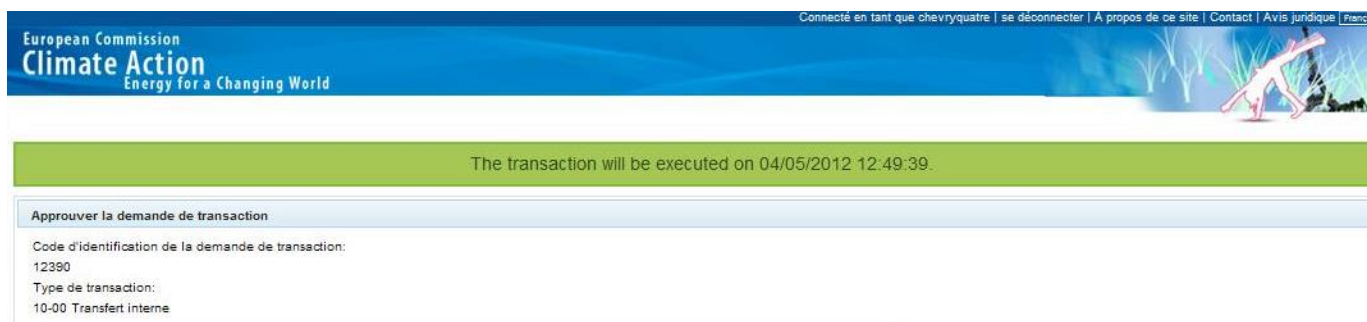 Connecté en tant que chevryquatre | se déconnecter | A propos de ce site | Contact | Avis juridique
European Commission
Climate Action
Energy for a Changing World
The transaction will be executed on 04/05/2012 12:49:39.
Approuver la demande de transaction
Code d'identification de la demande de transaction:
12390
Type de transaction:
10-00 Transfert interne